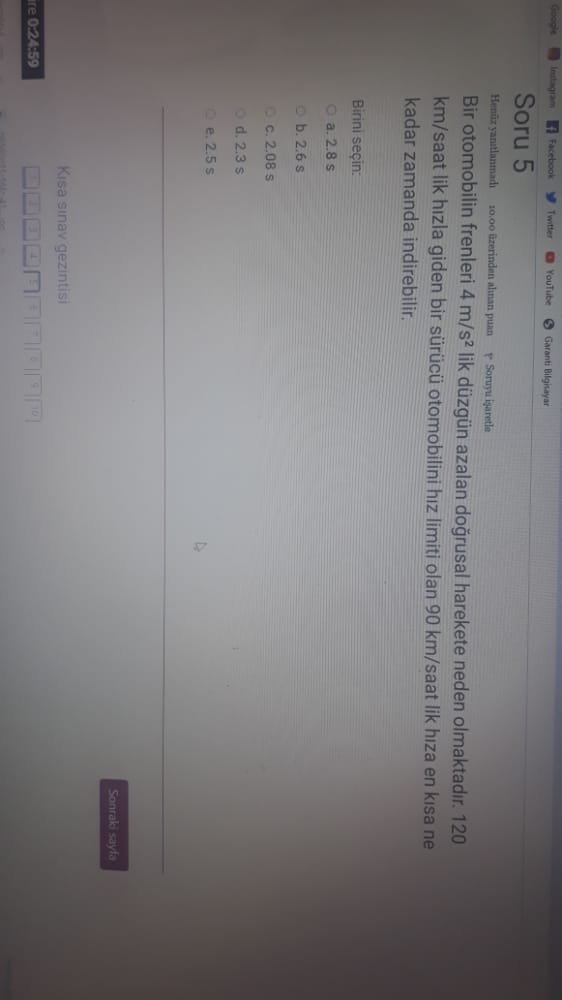 Google Instagram Facebook Twitter YouTube Garanti Bilgisayar
Soru 5
Henüz yanıtlanmadı 10.00 üzerinden alınan puan Soruyu işaretle
Bir otomobilin frenleri 4 m/s² lik düzgün azalan doğrusal harekete neden olmaktadır. 120
km/saat lik hızla giden bir sürücü otomobilini hız limiti olan 90 km/saat lik hıza en kısa ne
kadar zamanda indirebilir.
Birini seçin:
a. 2.8 s
b. 2.6 s
c. 2.08 s
d. 2.3 s
e. 2.5 s
Sonraki sayfa
Kısa sınav gezintisi
1 2 3 4 5 6 7 8 9 10
re 0:24:59